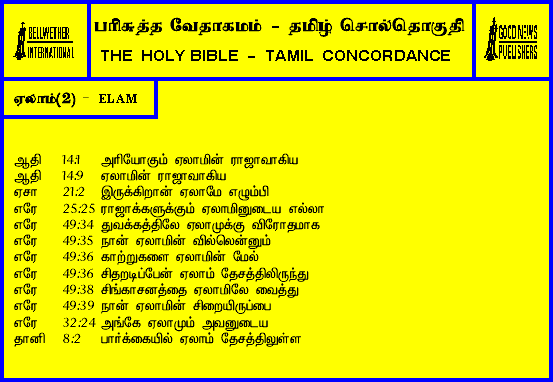 BELLWETHER
INTERNATIONAL
பரிசுத்த வேதாகமம் - தமிழ் சொல்தொகுதி
THE HOLY BIBLE - TAMIL CONCORDANCE
GOOD NEWS
PUBLISHERS
ஏலாம்(2) - ELAM
ஆதி 14:1 அரியோகும் ஏலாமின் ராஜாவாகிய
ஆதி 14:9 ஏலாமின் ராஜாவாகிய
ஏசா 21:2 இருக்கிறான் ஏலாமே எழும்பி
எரே 25:25 ராஜாக்களுக்கும் ஏலாமினுடைய எல்லா
எரே 49:34 துவக்கத்திலே ஏலாமுக்கு விரோதமாக
எரே 49:35 நான் ஏலாமின் வில்லென்னும்
எரே 49:36 காற்றுகளை ஏலாமின் மேல்
எரே 49:36 சிதறடிப்பேன் ஏலாம் தேசத்திலிருந்து
எரே 49:38 சிங்காசனத்தை ஏலாமிலே வைத்து
எரே 49:39 நான் ஏலாமின் சிறையிருப்பை
எரே 32:24 அங்கே ஏலாமும் அவனுடைய
தானி 8:2 பார்க்கையில் ஏலாம் தேசத்திலுள்ள